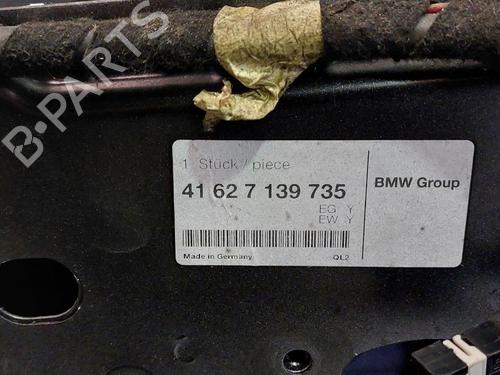 B-PARTS
1 Stück / piece
41 62 7 139 735
BMW Group
EG Y
EW Y
Made in Germany
QL2